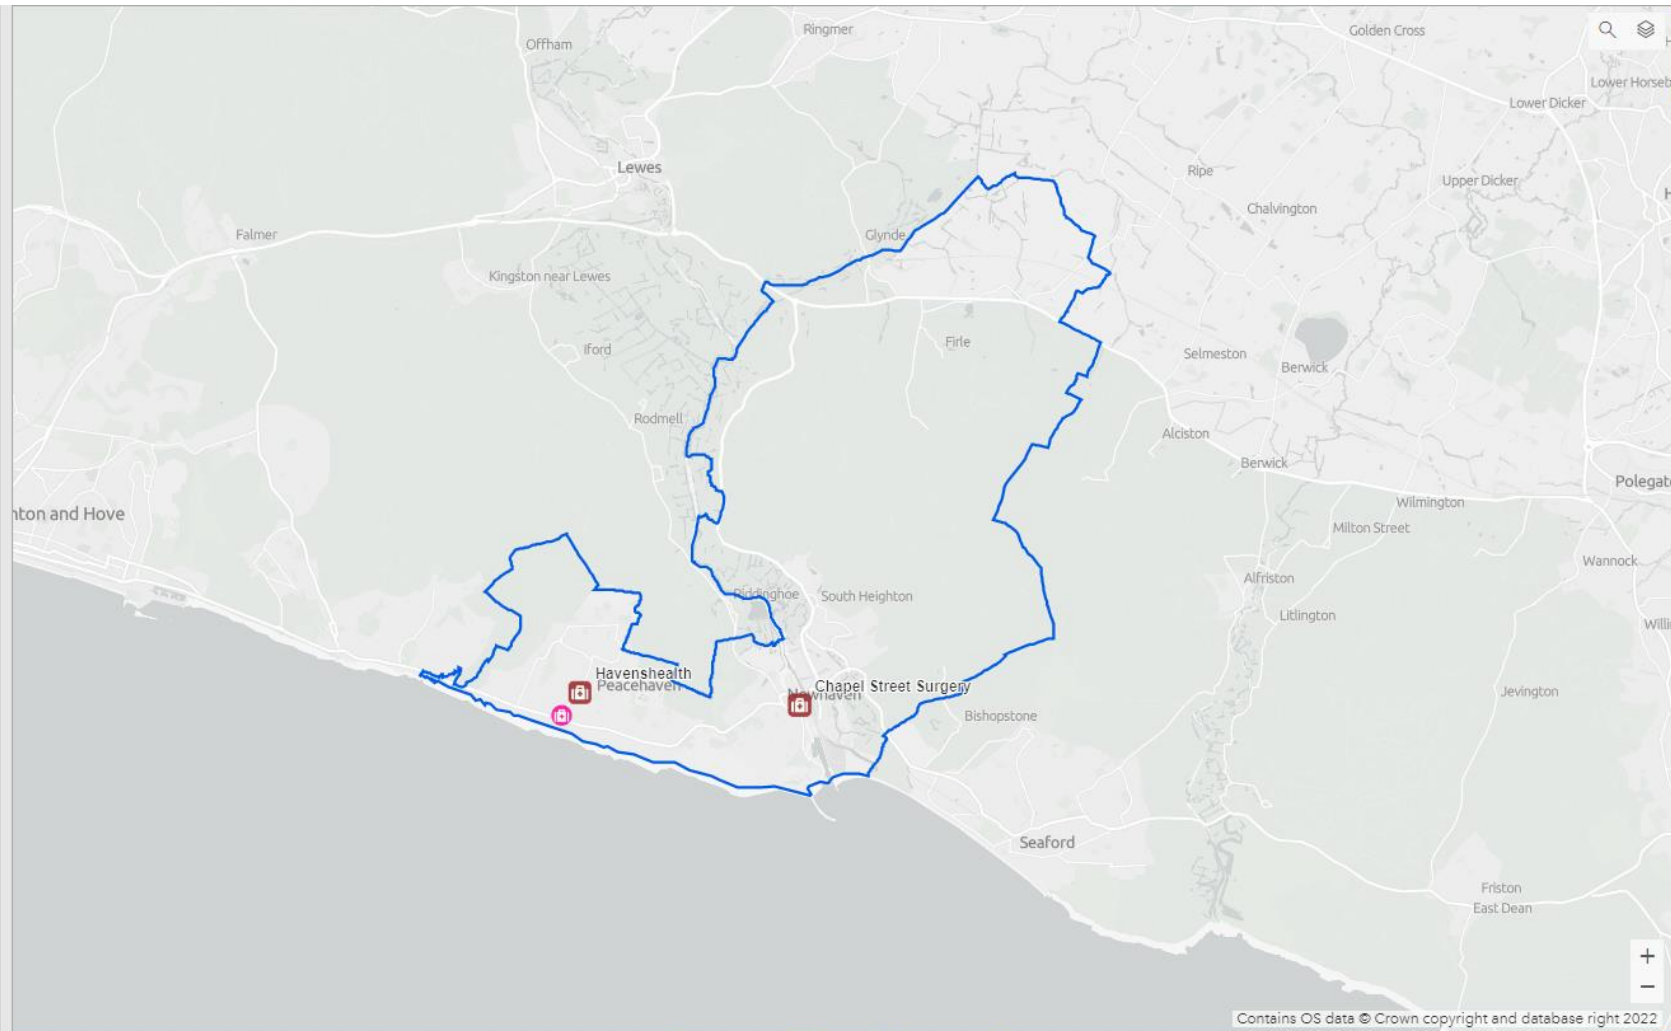 Ringmer
Golden Cross
Offham
Lower Horseb
Lower Dicker
Lewes
Ripe
Upper Dicker
Chalvington
Falmer
Glynde
Kingston near Lewes
Firle
Iford
Selmeston
Berwick
Rodmell
Alciston
Berwick
Polegat
Wilmington
nton and Hove
Milton Street
Wannock
Alfriston
Piddinghoe
South Heighton
Litlington
Willi
Havenshealth
Peacehaven
Chapel Street Surgery
Newhaven
Jevington
Bishopstone
Seaford
Friston
East Dean
+
−
Contains OS data © Crown copyright and database right 2022